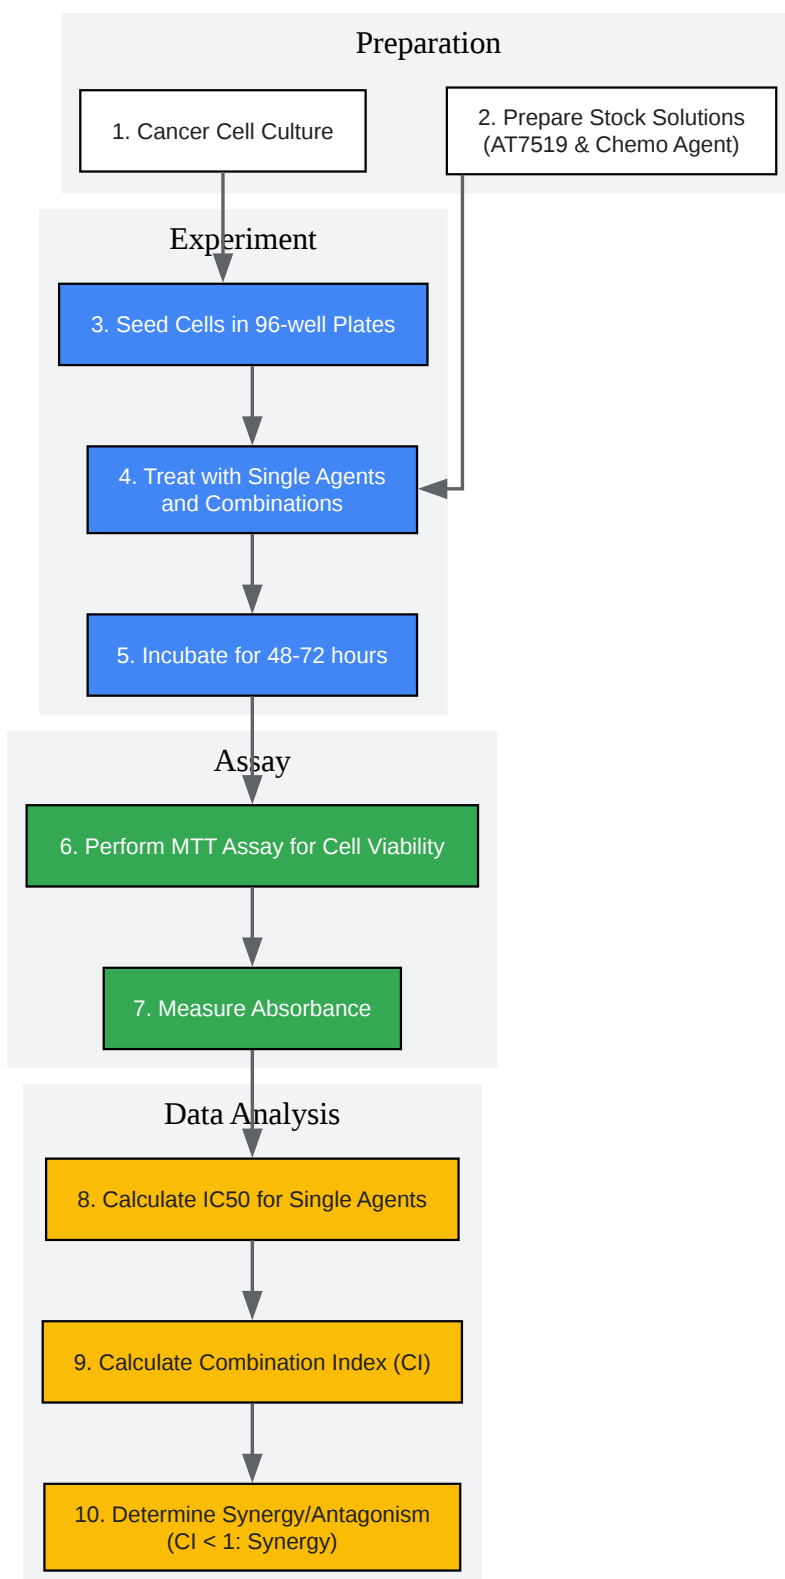 Preparation
1. Cancer Cell Culture
2. Prepare Stock Solutions
(AT7519 & Chemo Agent)
Experiment
3. Seed Cells in 96-well Plates
4. Treat with Single Agents
and Combinations
5. Incubate for 48-72 hours
Assay
6. Perform MTT Assay for Cell Viability
7. Measure Absorbance
Data Analysis
8. Calculate IC50 for Single Agents
9. Calculate Combination Index (CI)
10. Determine Synergy/Antagonism
(CI < 1: Synergy)